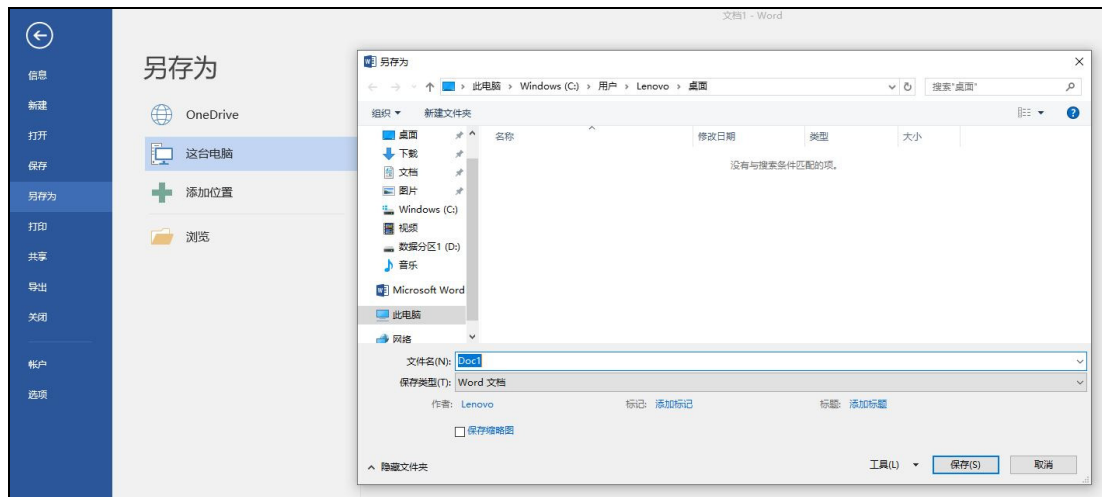 文档1 - Word
信息
新建
打开
保存
另存为
打印
共享
导出
关闭
帐户
选项
另存为
OneDrive
这台电脑
添加位置
浏览
另存为
此电脑 › Windows (C:) › 用户 › Lenovo › 桌面
搜索"桌面"
组织 新建文件夹
名称 修改日期 类型 大小
没有与搜索条件匹配的项。
桌面
下载
文档
图片
Windows (C:)
视频
数据分区1 (D:)
音乐
Microsoft Word
此电脑
网络
文件名(N): Doc1
保存类型(T): Word 文档
作者: Lenovo 标记: 添加标记 标题: 添加标题
保存缩略图
隐藏文件夹 工具(L) 保存(S) 取消